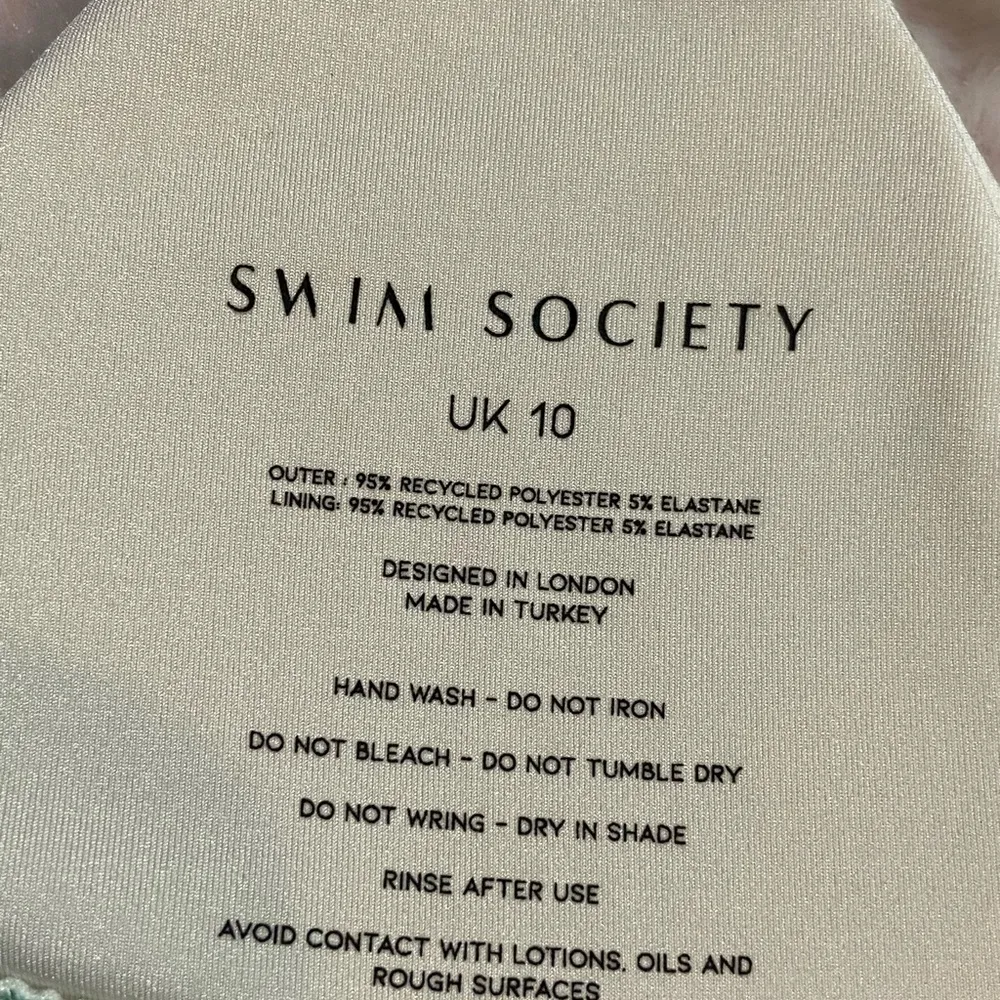 SWIM SOCIETY
UK 10
OUTER : 95% RECYCLED POLYESTER 5% ELASTANE
LINING: 95% RECYCLED POLYESTER 5% ELASTANE
DESIGNED IN LONDON
MADE IN TURKEY
HAND WASH - DO NOT IRON
DO NOT BLEACH - DO NOT TUMBLE DRY
DO NOT WRING - DRY IN SHADE
RINSE AFTER USE
AVOID CONTACT WITH LOTIONS. OILS AND
ROUGH SURFACES